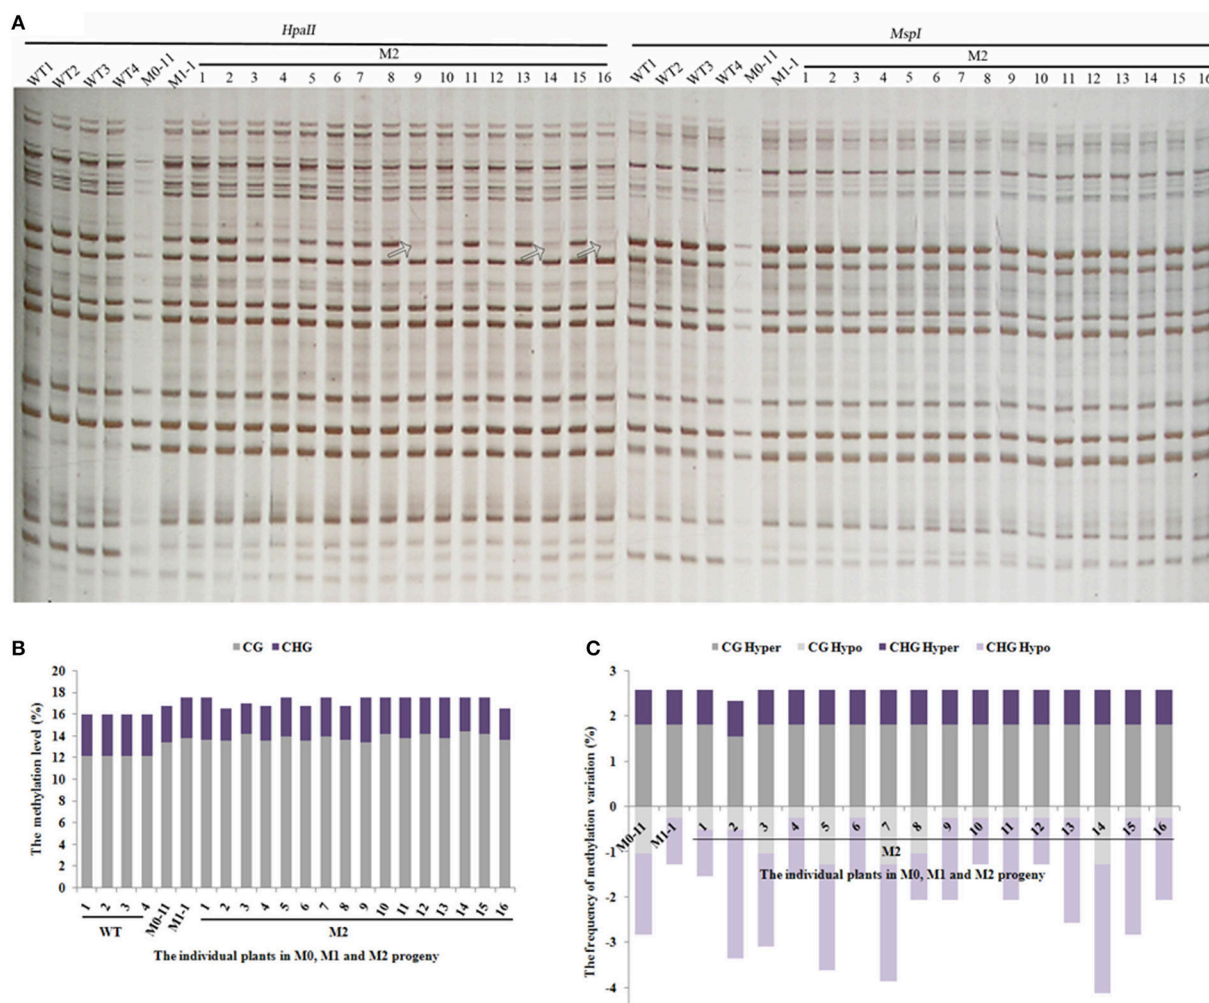 A
HpaII MspI
M2 M2
WT1 WT2 WT3 WT4 M0-11 M1-1 1 2 3 4 5 6 7 8 9 10 11 12 13 14 15 16 WT1 WT2 WT3 WT4 M0-11 M1-1 1 2 3 4 5 6 7 8 9 10 11 12 13 14 15 16
B
CG CHG
The methylation level (%)
20
18
16
14
12
10
8
6
4
2
0
1 2 3 4 M0-11 M1-1 1 2 3 4 5 6 7 8 9 10 11 12 13 14 15 16
WT M2
The individual plants in M0, M1 and M2 progeny
C
CG Hyper CG Hypo CHG Hyper CHG Hypo
The frequency of methylation variation (%)
3
2
1
0
-1
-2
-3
-4
M0-11 M1-1 1 2 3 4 5 6 7 8 9 10 11 12 13 14 15 16
M2
The individual plants in M0, M1 and M2 progeny